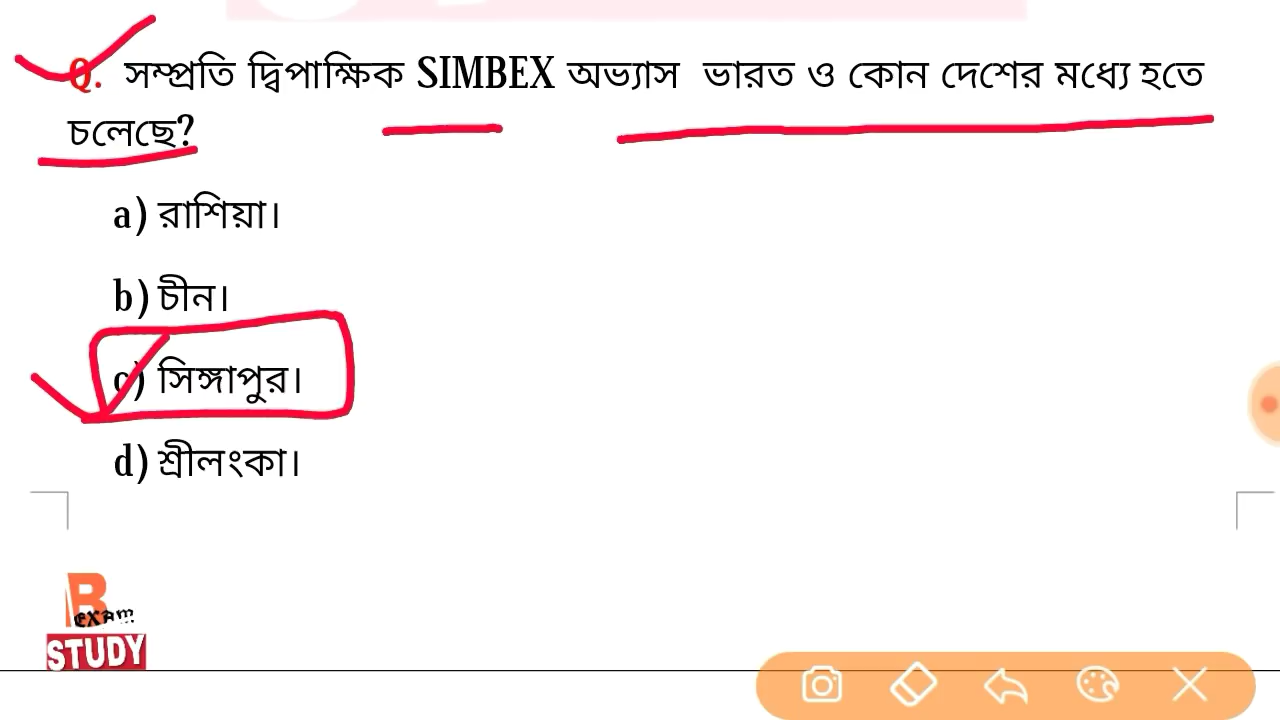 Q. সম্প্রতি দ্বিপাক্ষিক SIMBEX অভ্যাস ভারত ও কোন দেশের মধ্যে হতে
চলেছে?
a) রাশিয়া।
b) চীন।
c) সিঙ্গাপুর।
d) শ্রীলংকা।
B
exam
STUDY